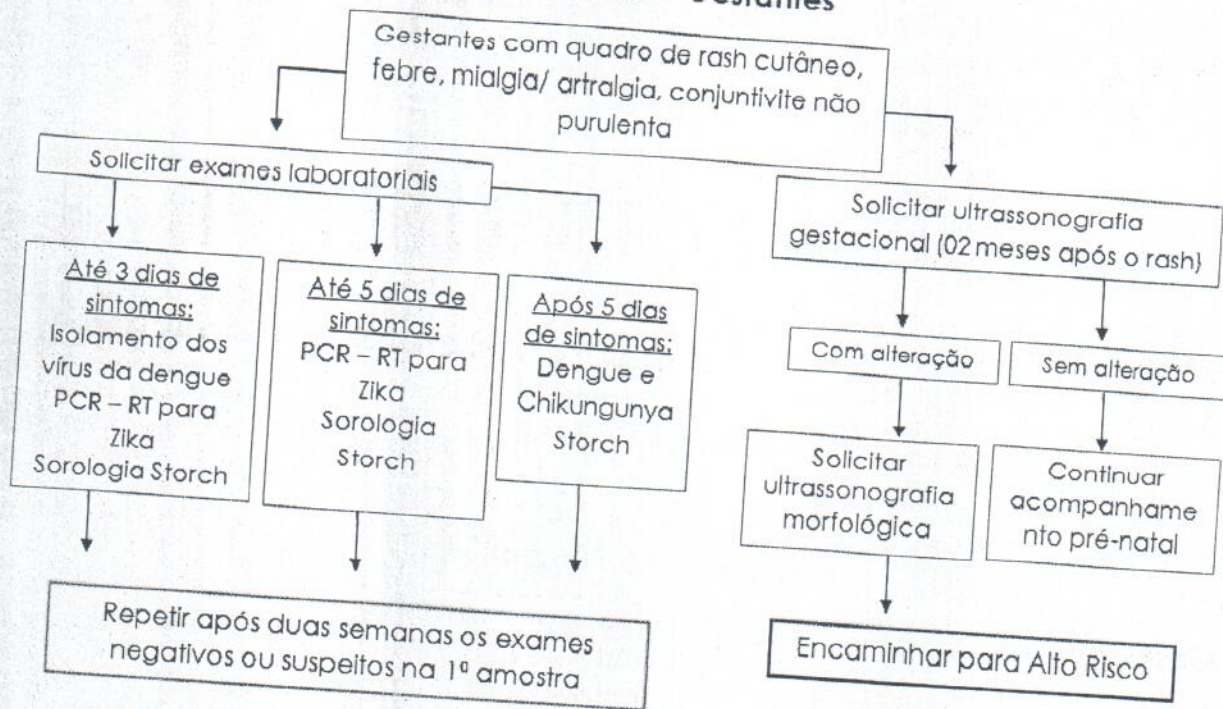 Gestantes
Gestantes com quadro de rash cutâneo,
febre, mialgia/ artralgia, conjuntivite não
purulenta
Solicitar exames laboratoriais
Até 3 dias de
sintomas:
Isolamento dos
vírus da dengue
PCR – RT para
Zika
Sorologia Storch
Até 5 dias de
sintomas:
PCR – RT para
Zika
Sorologia
Storch
Após 5 dias
de sintomas:
Dengue e
Chikungunya
Storch
Repetir após duas semanas os exames
negativos ou suspeitos na 1ª amostra
Solicitar ultrassonografia
gestacional (02 meses após o rash)
Com alteração
Sem alteração
Solicitar
ultrassonografia
morfológica
Continuar
acompanhame
nto pré-natal
Encaminhar para Alto Risco